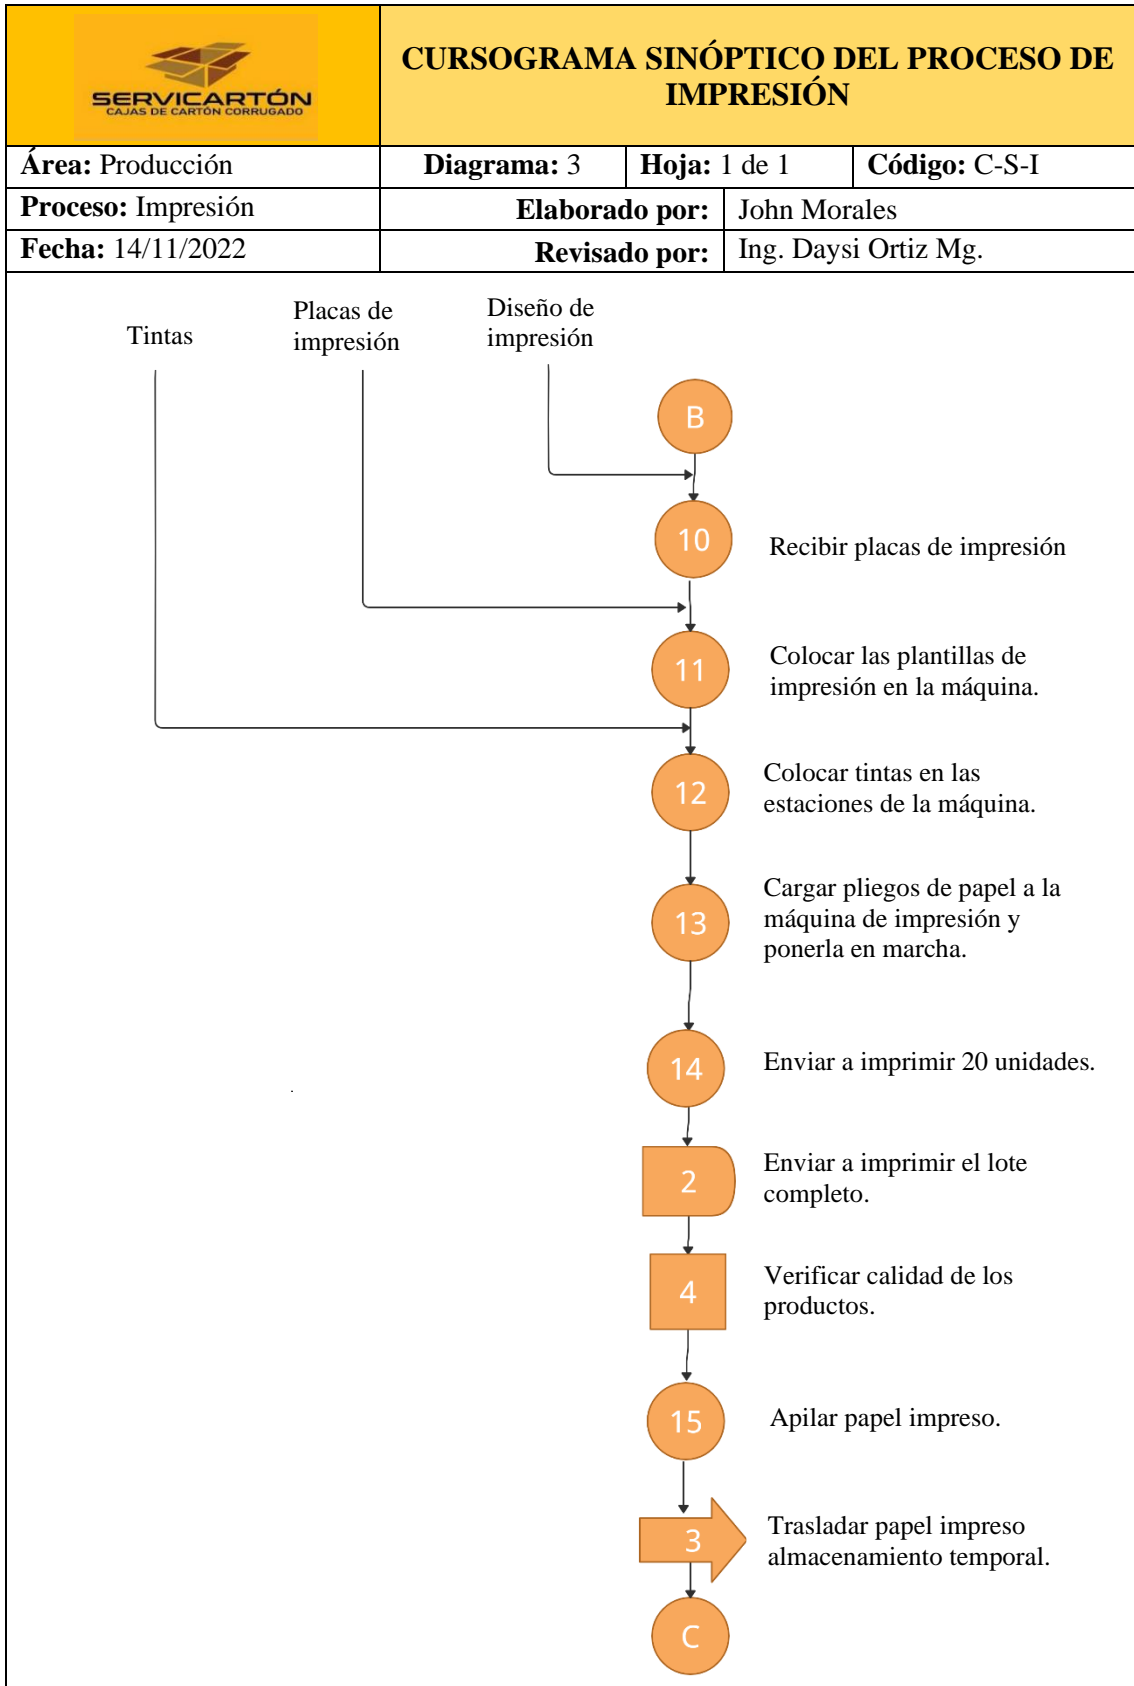 SERVICARTÓN
CAJAS DE CARTÓN CORRUGADO
CURSOGRAMA SINÓPTICO DEL PROCESO DE
IMPRESIÓN
Área: Producción
Diagrama: 3
Hoja: 1 de 1
Código: C-S-I
Proceso: Impresión
Elaborado por:
John Morales
Fecha: 14/11/2022
Revisado por:
Ing. Daysi Ortiz Mg.
Tintas
Placas de
impresión
Diseño de
impresión
B
10
Recibir placas de impresión
11
Colocar las plantillas de
impresión en la máquina.
12
Colocar tintas en las
estaciones de la máquina.
13
Cargar pliegos de papel a la
máquina de impresión y
ponerla en marcha.
14
Enviar a imprimir 20 unidades.
2
Enviar a imprimir el lote
completo.
4
Verificar calidad de los
productos.
15
Apilar papel impreso.
3
Trasladar papel impreso
almacenamiento temporal.
C